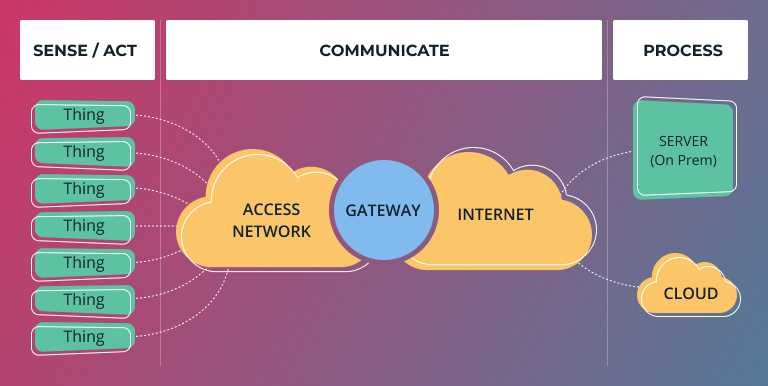 SENSE / ACT
COMMUNICATE
PROCESS
Thing
Thing
Thing
Thing
Thing
Thing
Thing
ACCESS
NETWORK
GATEWAY
INTERNET
SERVER
(On Prem)
CLOUD